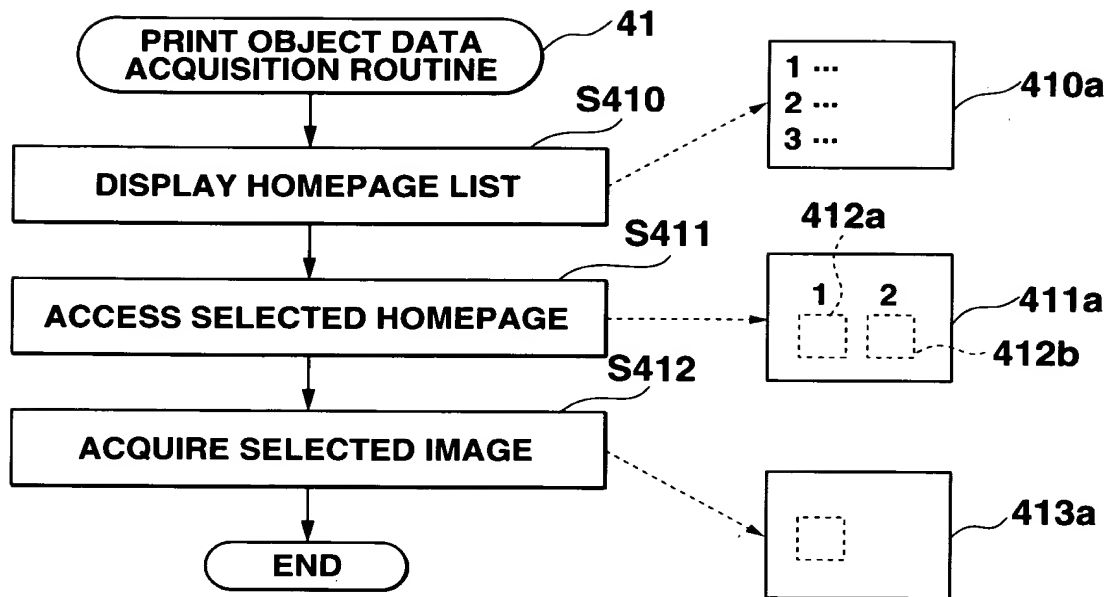 PRINT OBJECT DATA
ACQUISITION ROUTINE
41
S410
DISPLAY HOMEPAGE LIST
1 ...
2 ...
3 ...
410a
S411
ACCESS SELECTED HOMEPAGE
412a
1 2
411a
412b
S412
ACQUIRE SELECTED IMAGE
413a
END